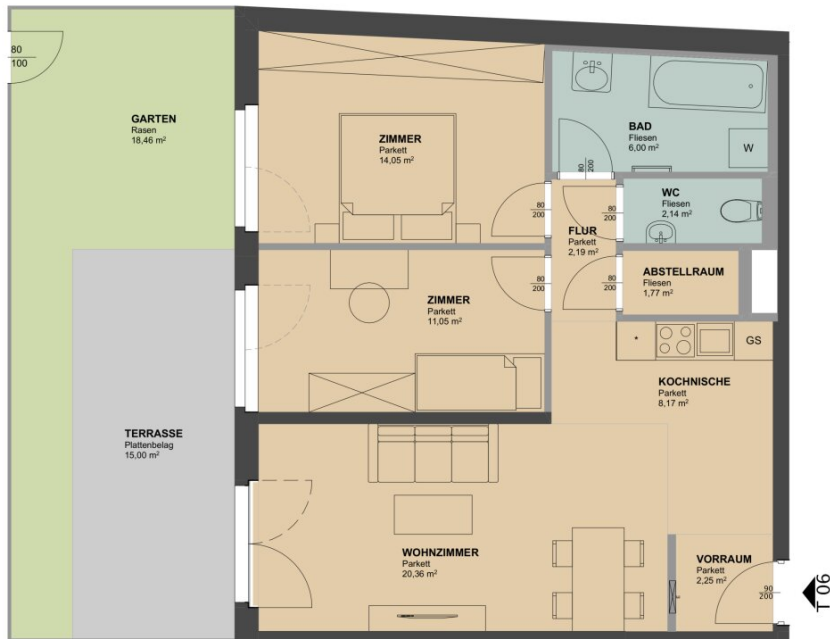 80
100
GARTEN
Rasen
18,46 m²
ZIMMER
Parkett
14,05 m²
BAD
Fliesen
6,00 m²
W
80
200
80
200
FLUR
Parkett
2,19 m²
80
200
WC
Fliesen
2,14 m²
ZIMMER
Parkett
11,05 m²
80
200
80
200
ABSTELLRAUM
Fliesen
1,77 m²
*
GS
KOCHNISCHE
Parkett
8,17 m²
TERRASSE
Plattenbelag
15,00 m²
WOHNZIMMER
Parkett
20,36 m²
VORRAUM
Parkett
2,25 m²
90
200
T 06